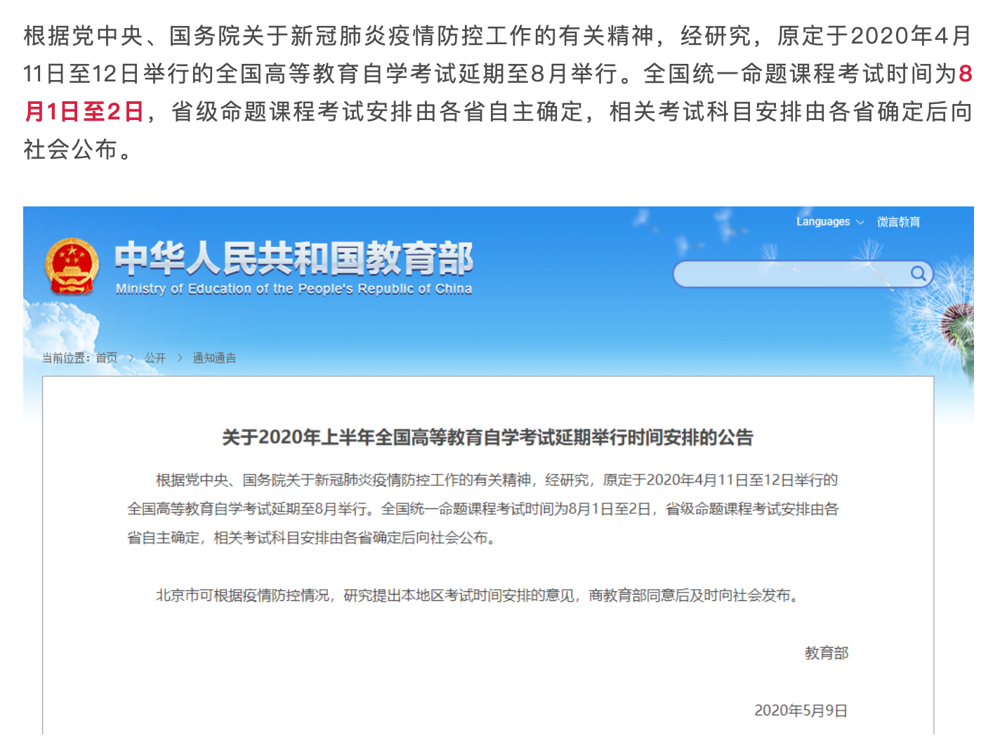 根据党中央、国务院关于新冠肺炎疫情防控工作的有关精神，经研究，原定于2020年4月
11日至12日举行的全国高等教育自学考试延期至8月举行。全国统一命题课程考试时间为8
月1日至2日，省级命题课程考试安排由各省自主确定，相关考试科目安排由各省确定后向
社会公布。
Languages 微言教育
中华人民共和国教育部
Ministry of Education of the People's Republic of China
当前位置：首页 > 公开 > 通知通告
关于2020年上半年全国高等教育自学考试延期举行时间安排的公告
根据党中央、国务院关于新冠肺炎疫情防控工作的有关精神，经研究，原定于2020年4月11日至12日举行的
全国高等教育自学考试延期至8月举行。全国统一命题课程考试时间为8月1日至2日，省级命题课程考试安排由各
省自主确定，相关考试科目安排由各省确定后向社会公布。
北京市可根据疫情防控情况，研究提出本地区考试时间安排的意见，商教育部同意后及时向社会发布。
教育部
2020年5月9日